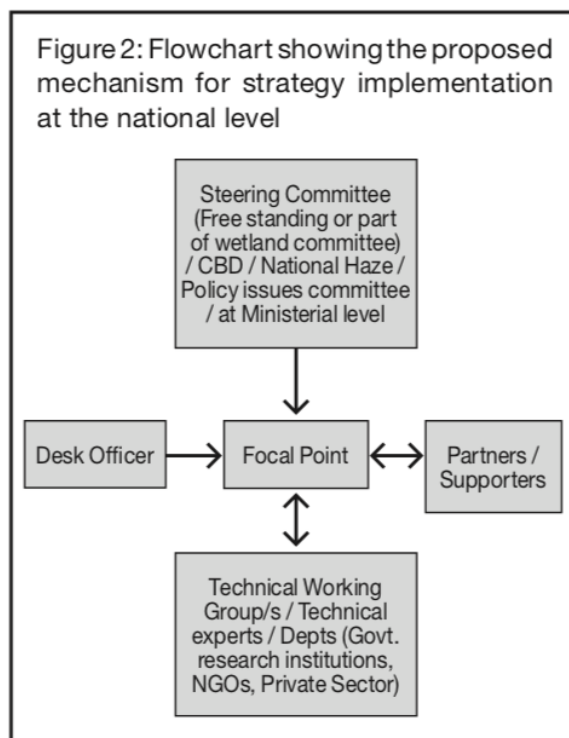 Figure 2: Flowchart showing the proposed
mechanism for strategy implementation
at the national level
Steering Committee
(Free standing or part
of wetland committee)
/ CBD / National Haze /
Policy issues committee
/ at Ministerial level
Desk Officer
Focal Point
Partners /
Supporters
Technical Working
Group/s / Technical
experts / Depts (Govt.
research institutions,
NGOs, Private Sector)